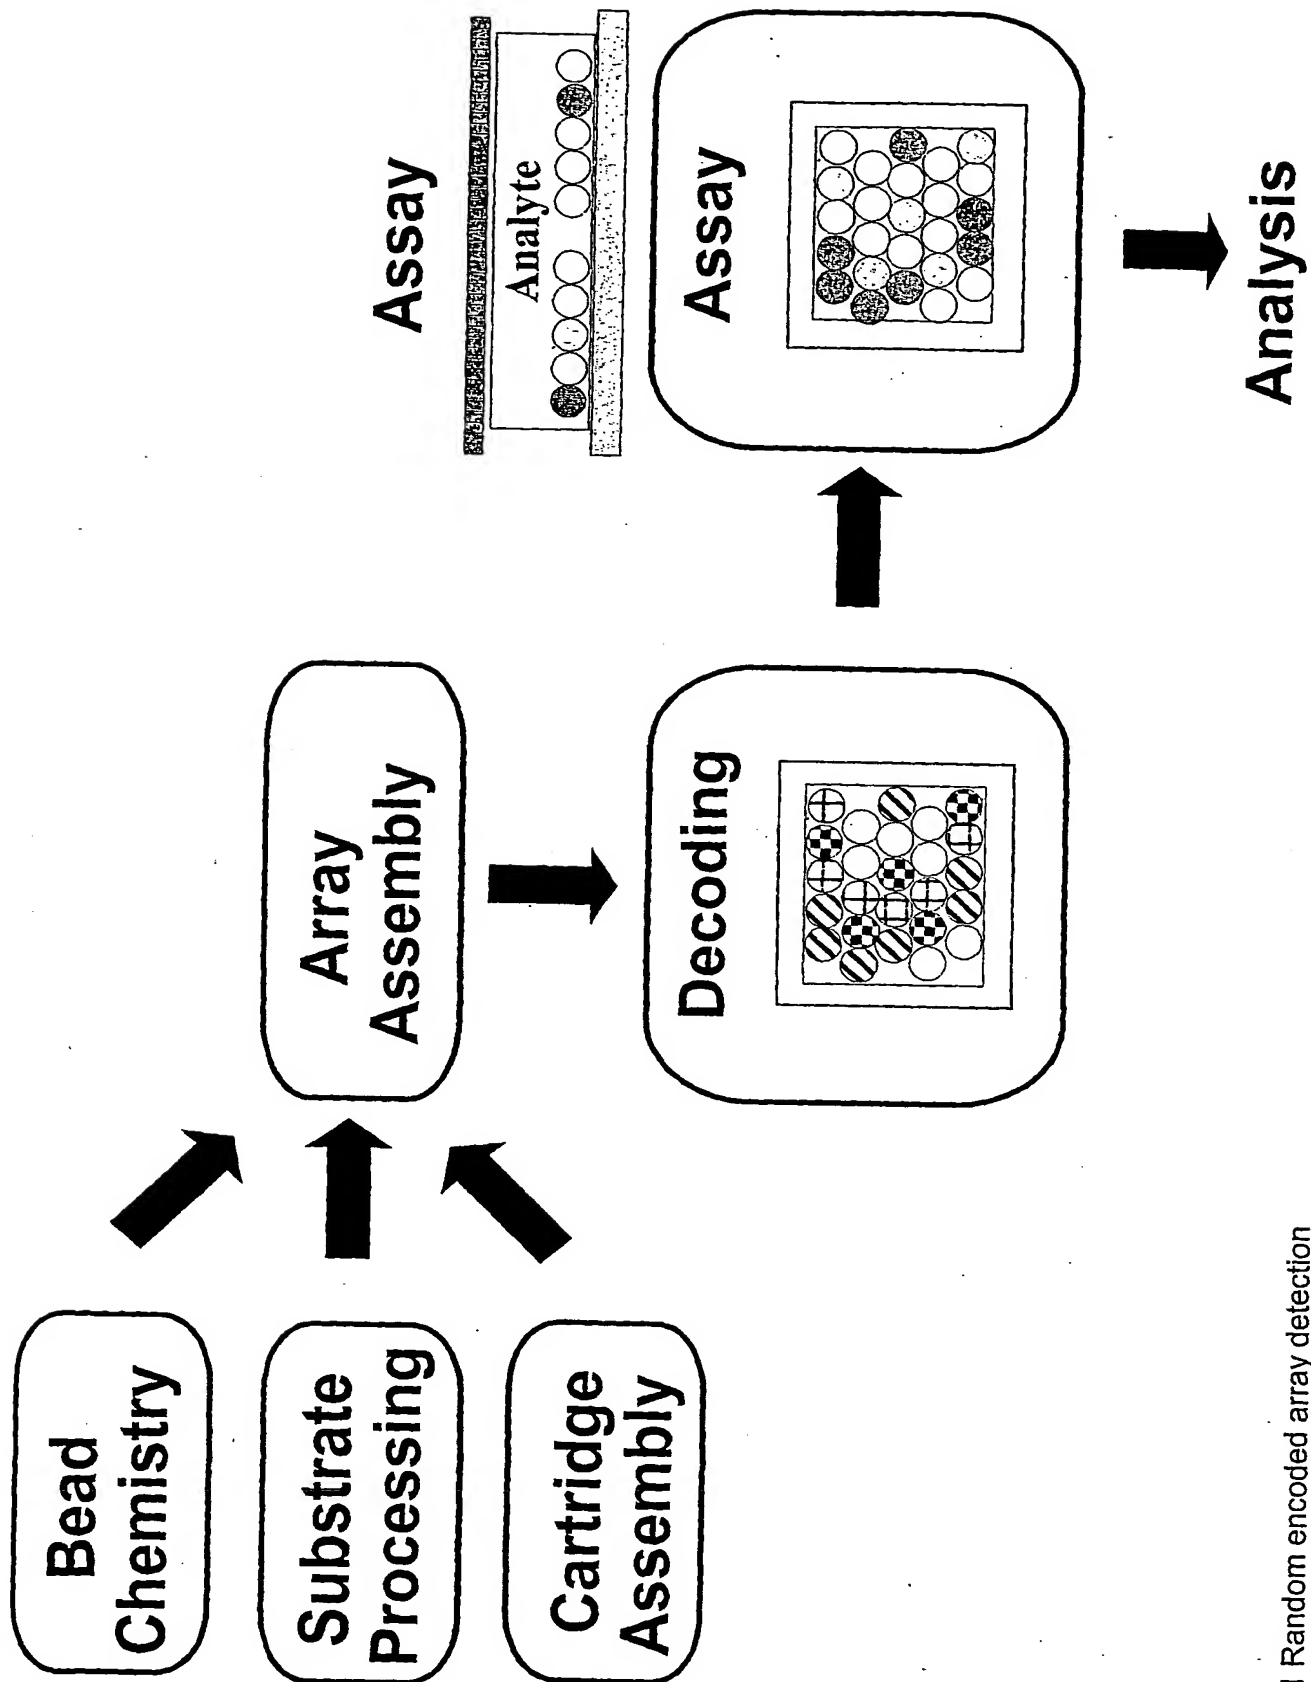 Bead
Chemistry
Substrate
Processing
Cartridge
Assembly
Array
Assembly
Decoding
Assay
Analyte
Assay
Analysis
Random encoded array detection